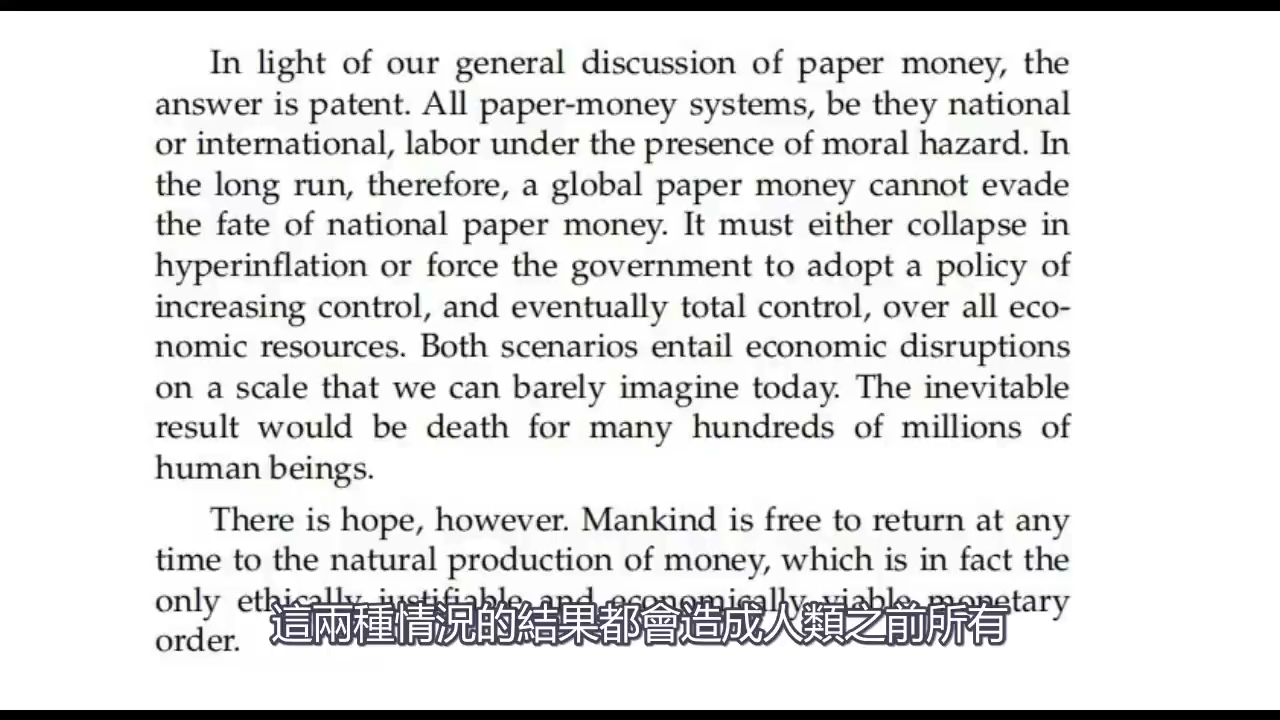 In light of our general discussion of paper money, the
answer is patent. All paper-money systems, be they national
or international, labor under the presence of moral hazard. In
the long run, therefore, a global paper money cannot evade
the fate of national paper money. It must either collapse in
hyperinflation or force the government to adopt a policy of
increasing control, and eventually total control, over all eco-
nomic resources. Both scenarios entail economic disruptions
on a scale that we can barely imagine today. The inevitable
result would be death for many hundreds of millions of
human beings.
There is hope, however. Mankind is free to return at any
time to the natural production of money, which is in fact the
only ethically justifiable and economically viable monetary
order.
這兩種情況的結果都會造成人類之前所有